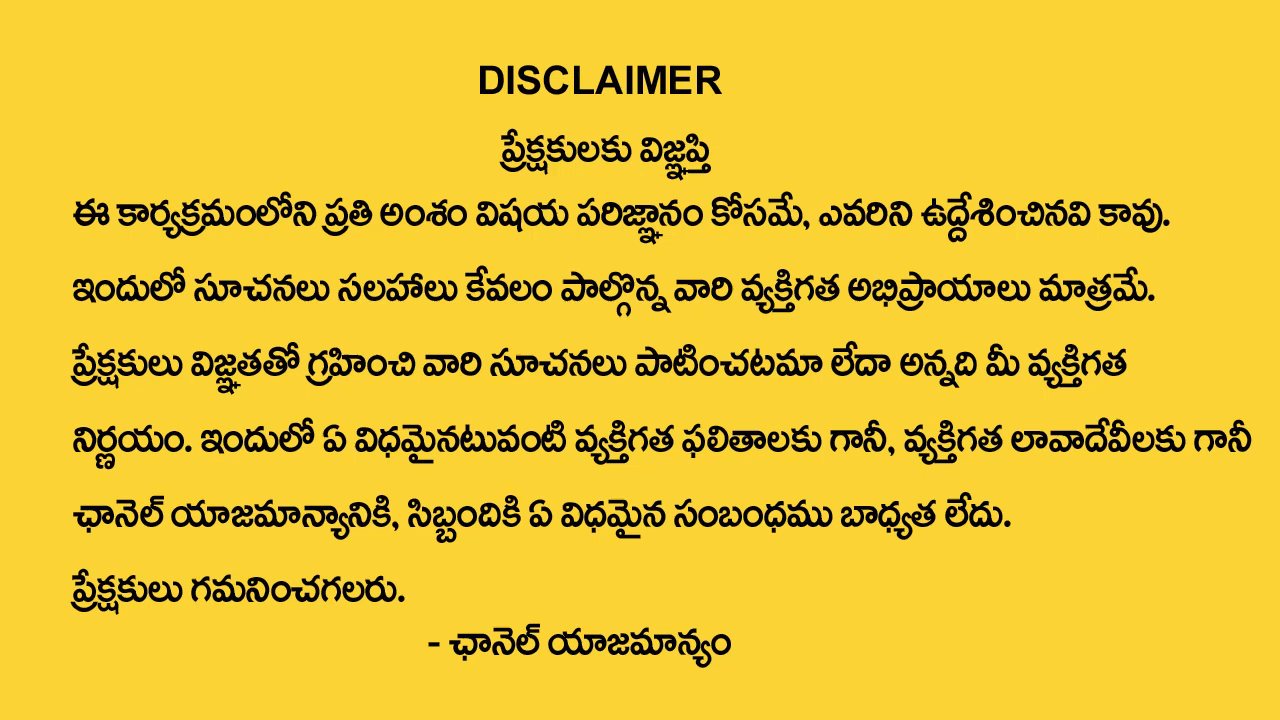 DISCLAIMER
ప్రేక్షకులకు విజ్ఞప్తి
ఈ కార్యక్రమంలోని ప్రతి అంశం విషయ పరిజ్ఞానం కోసమే, ఎవరిని ఉద్దేశించినవి కావు.
ఇందులో సూచనలు సలహాలు కేవలం పాల్గొన్న వారి వ్యక్తిగత అభిప్రాయాలు మాత్రమే.
ప్రేక్షకులు విజ్ఞతతో గ్రహించి వారి సూచనలు పాటించటమా లేదా అన్నది మీ వ్యక్తిగత
నిర్ణయం. ఇందులో ఏ విధమైనటువంటి వ్యక్తిగత ఫలితాలకు గానీ, వ్యక్తిగత లావాదేవీలకు గానీ
ఛానెల్ యాజమాన్యానికి, సిబ్బందికి ఏ విధమైన సంబంధము బాధ్యత లేదు.
ప్రేక్షకులు గమనించగలరు.
- ఛానెల్ యాజమాన్యం